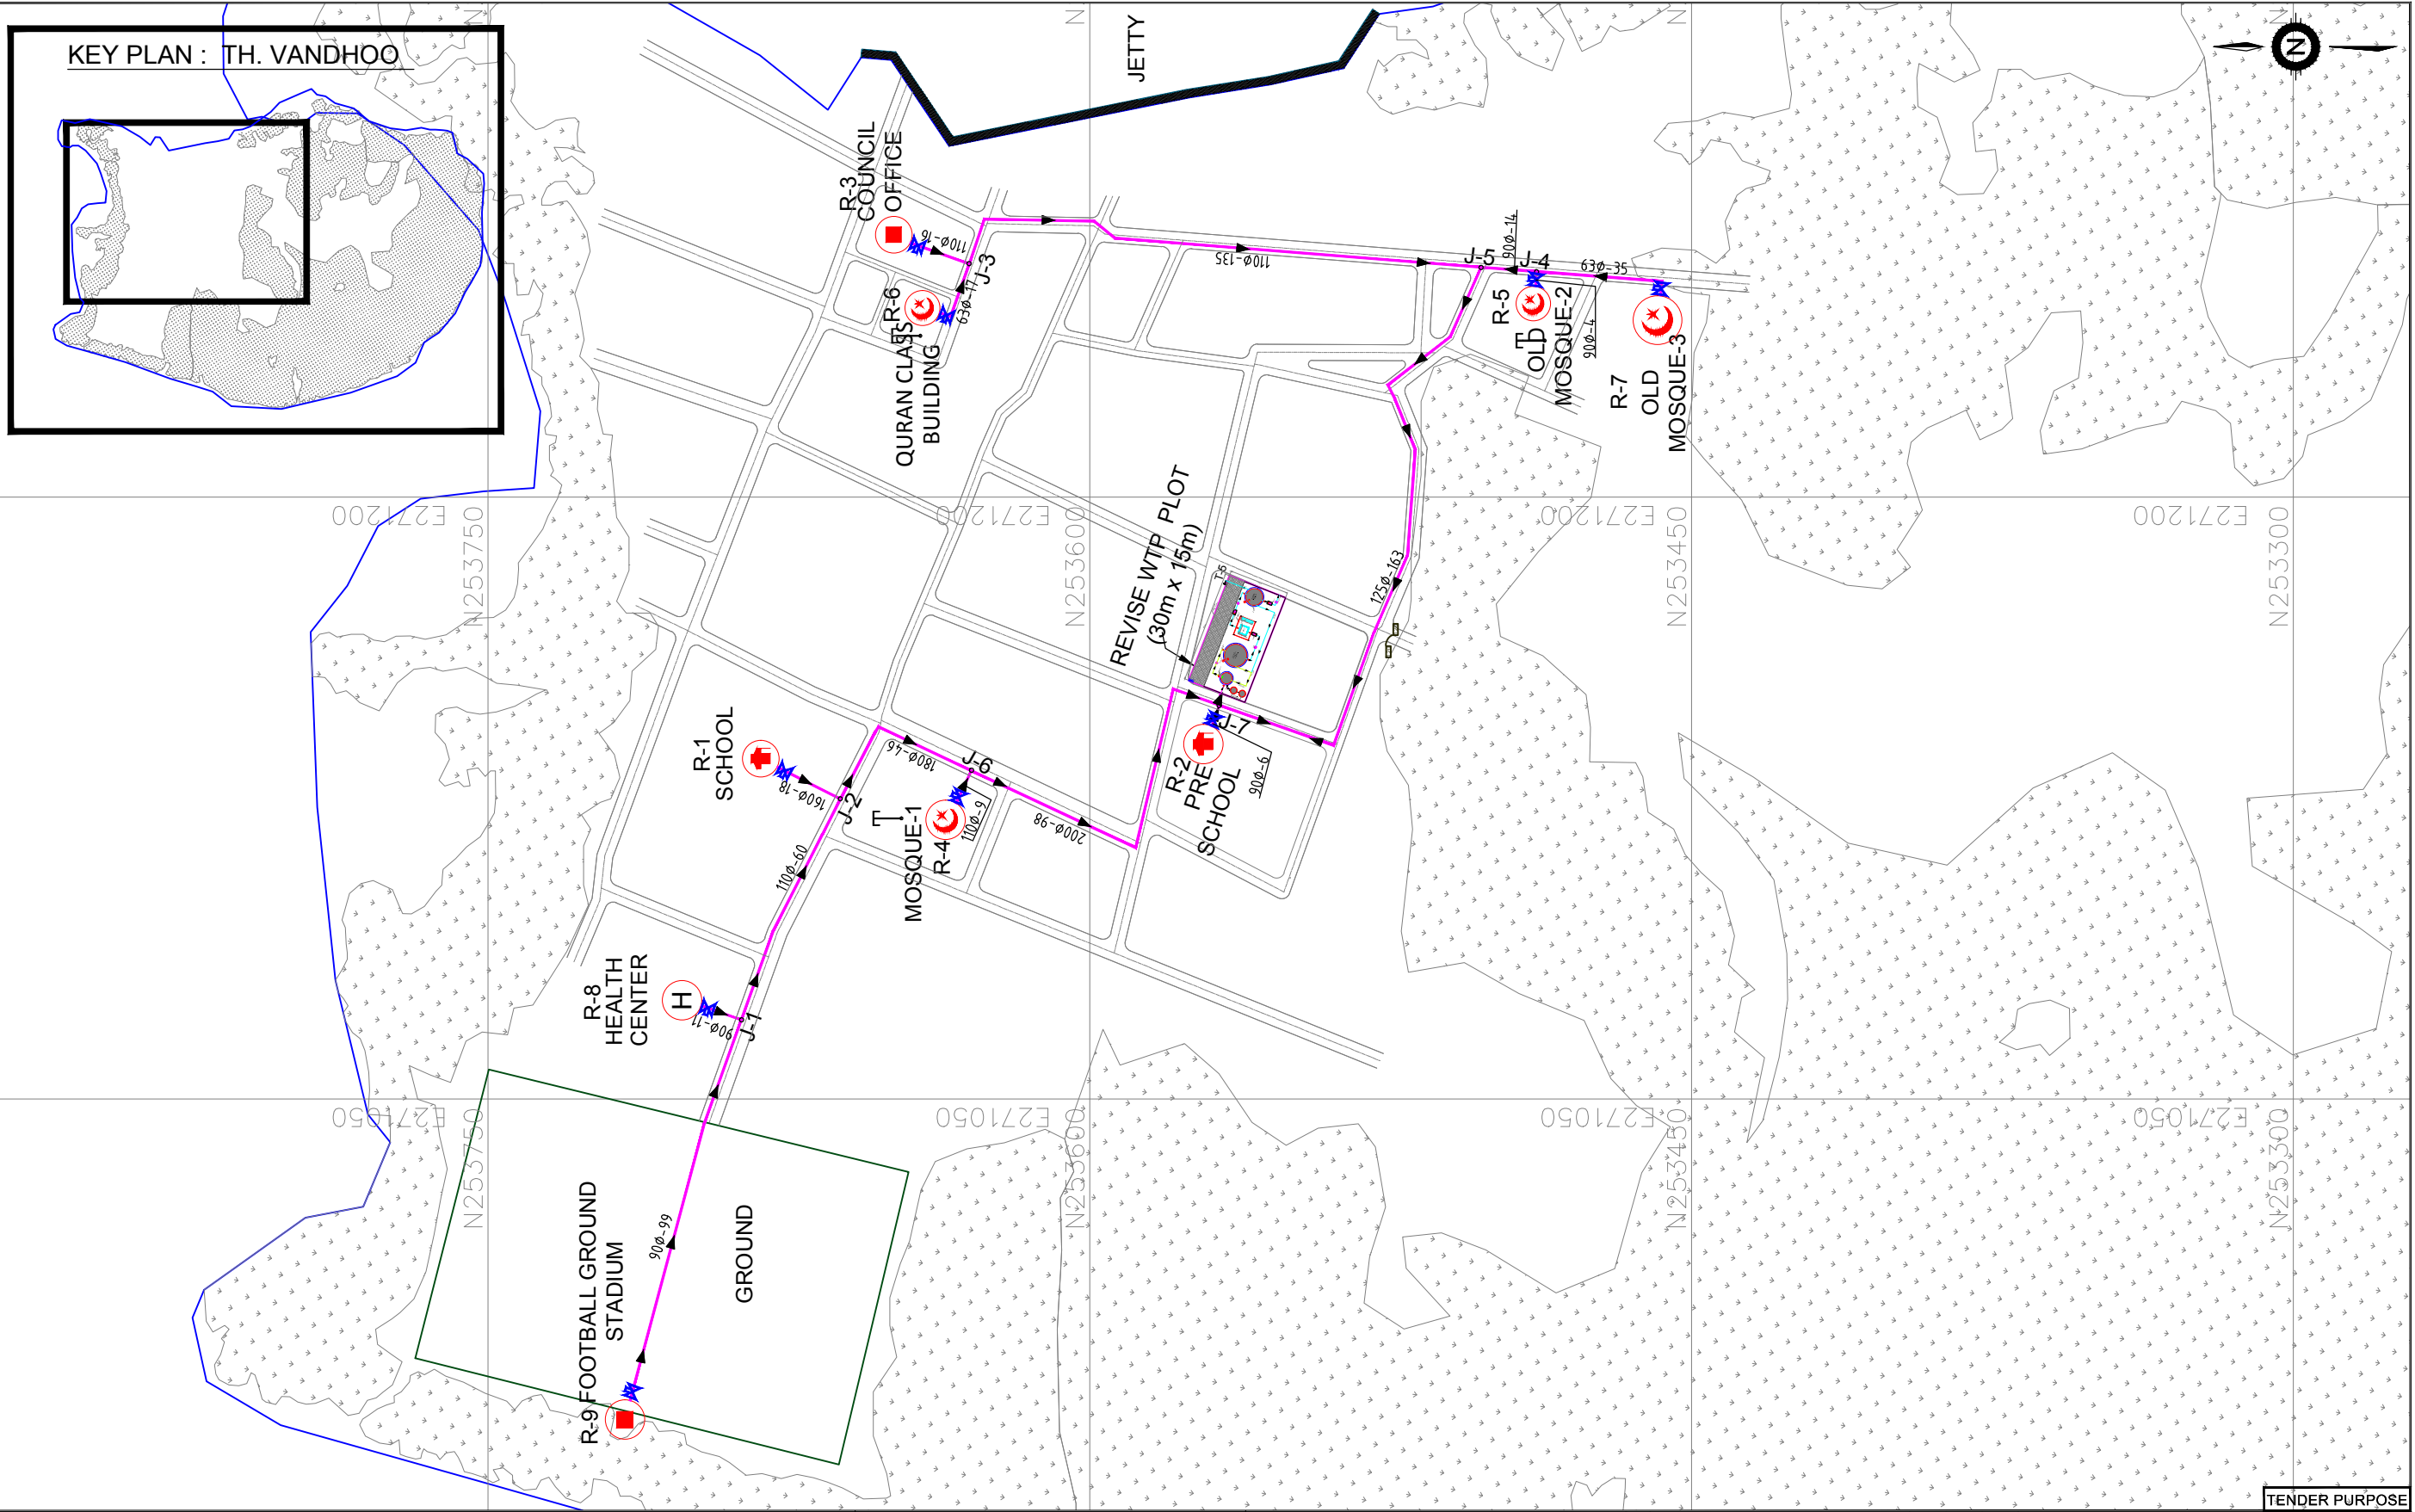 KEY PLAN : TH. VANDHOO
N
JETTY
N
N
N
N
R-3
COUNCIL
OFFICE
110Ø-16
J-3
R-6
QURAN CLASS
BUILDING
63Ø-17
110Ø-135
J-5
90Ø-14
J-4
63Ø-35
R-5
OLD
MOSQUE-2
90Ø-4
R-7
OLD
MOSQUE-3
E271200
E271200
E271200
E271200
N253750
N253600
N253450
N253300
REVISE WTP PLOT
(30m x 15m)
T-5
125Ø-163
R-1
SCHOOL
160Ø-18
J-2
180Ø-46
J-6
MOSQUE-1
R-4
110Ø-9
200Ø-98
R-2
PRE
SCHOOL
J-7
90Ø-6
110Ø-60
R-8
HEALTH
CENTER
H
90Ø-11
J-1
E271050
E271050
E271050
E271050
N253750
N253600
N253450
N253300
R-9 FOOTBALL GROUND
STADIUM
90Ø-99
GROUND
TENDER PURPOSE